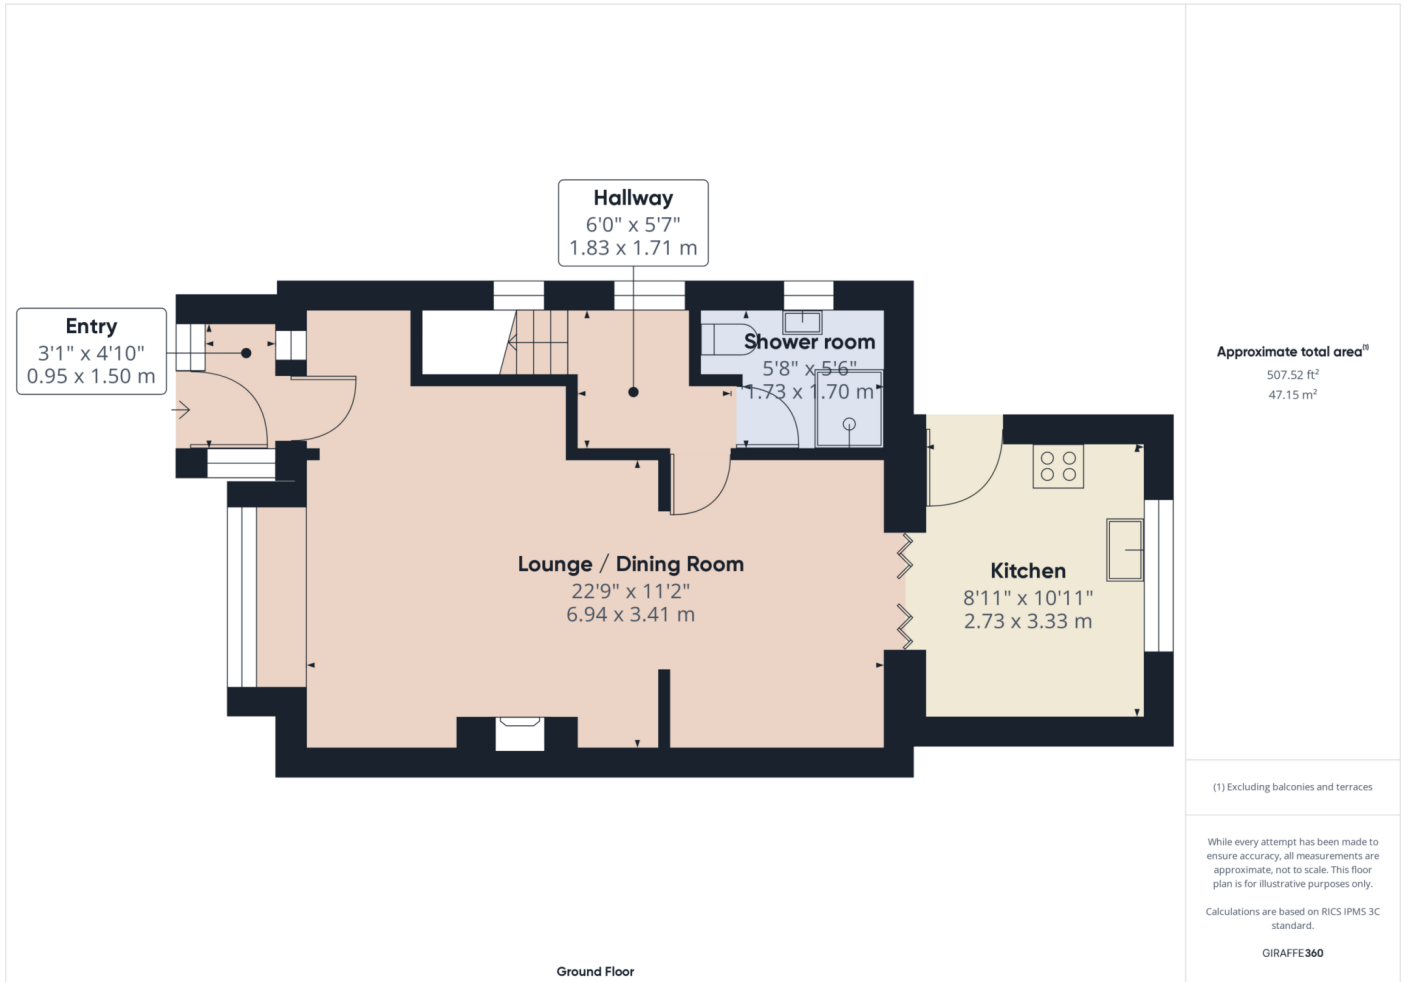 Hallway
6'0" x 5'7"
1.83 x 1.71 m
Entry
3'1" x 4'10"
0.95 x 1.50 m
Shower room
5'8" x 5'6"
1.73 x 1.70 m
Lounge / Dining Room
22'9" x 11'2"
6.94 x 3.41 m
Kitchen
8'11" x 10'11"
2.73 x 3.33 m
Ground Floor
Approximate total area(1)
507.52 ft²
47.15 m²
(1) Excluding balconies and terraces
While every attempt has been made to
ensure accuracy, all measurements are
approximate, not to scale. This floor
plan is for illustrative purposes only.
Calculations are based on RICS IPMS 3C
standard.
GIRAFFE360